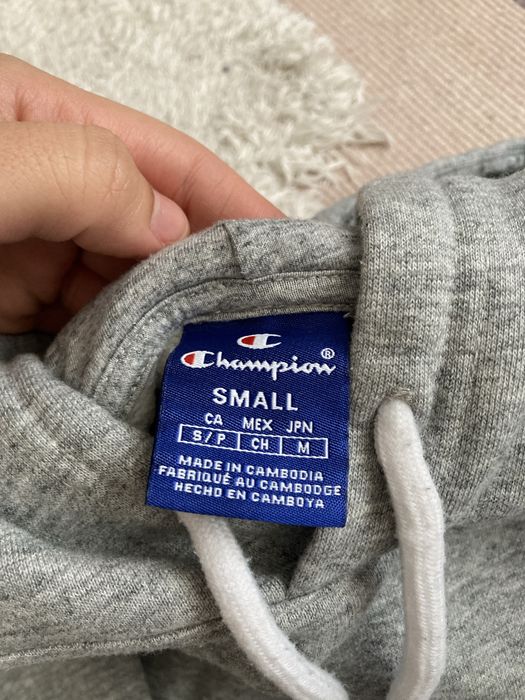 Champion®
SMALL
CA MEX JPN
S/P CH M
MADE IN CAMBODIA
FABRIQUÉ AU CAMBODGE
HECHO EN CAMBOYA